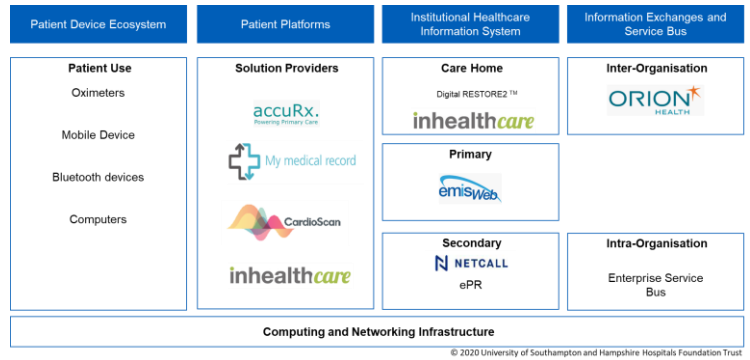 Patient Device Ecosystem
Patient Use
Oximeters
Mobile Device
Bluetooth devices
Computers
Patient Platforms
Solution Providers
accuRx.
Powering Primary Care
My medical record
CardioScan
inhealthcare
Institutional Healthcare
Information System
Care Home
Digital RESTORE2 ™
inhealthcare
Primary
emisWeb
Secondary
NETCALL
ePR
Information Exchanges and
Service Bus
Inter-Organisation
ORION
HEALTH
Intra-Organisation
Enterprise Service
Bus
Computing and Networking Infrastructure
© 2020 University of Southampton and Hampshire Hospitals Foundation Trust